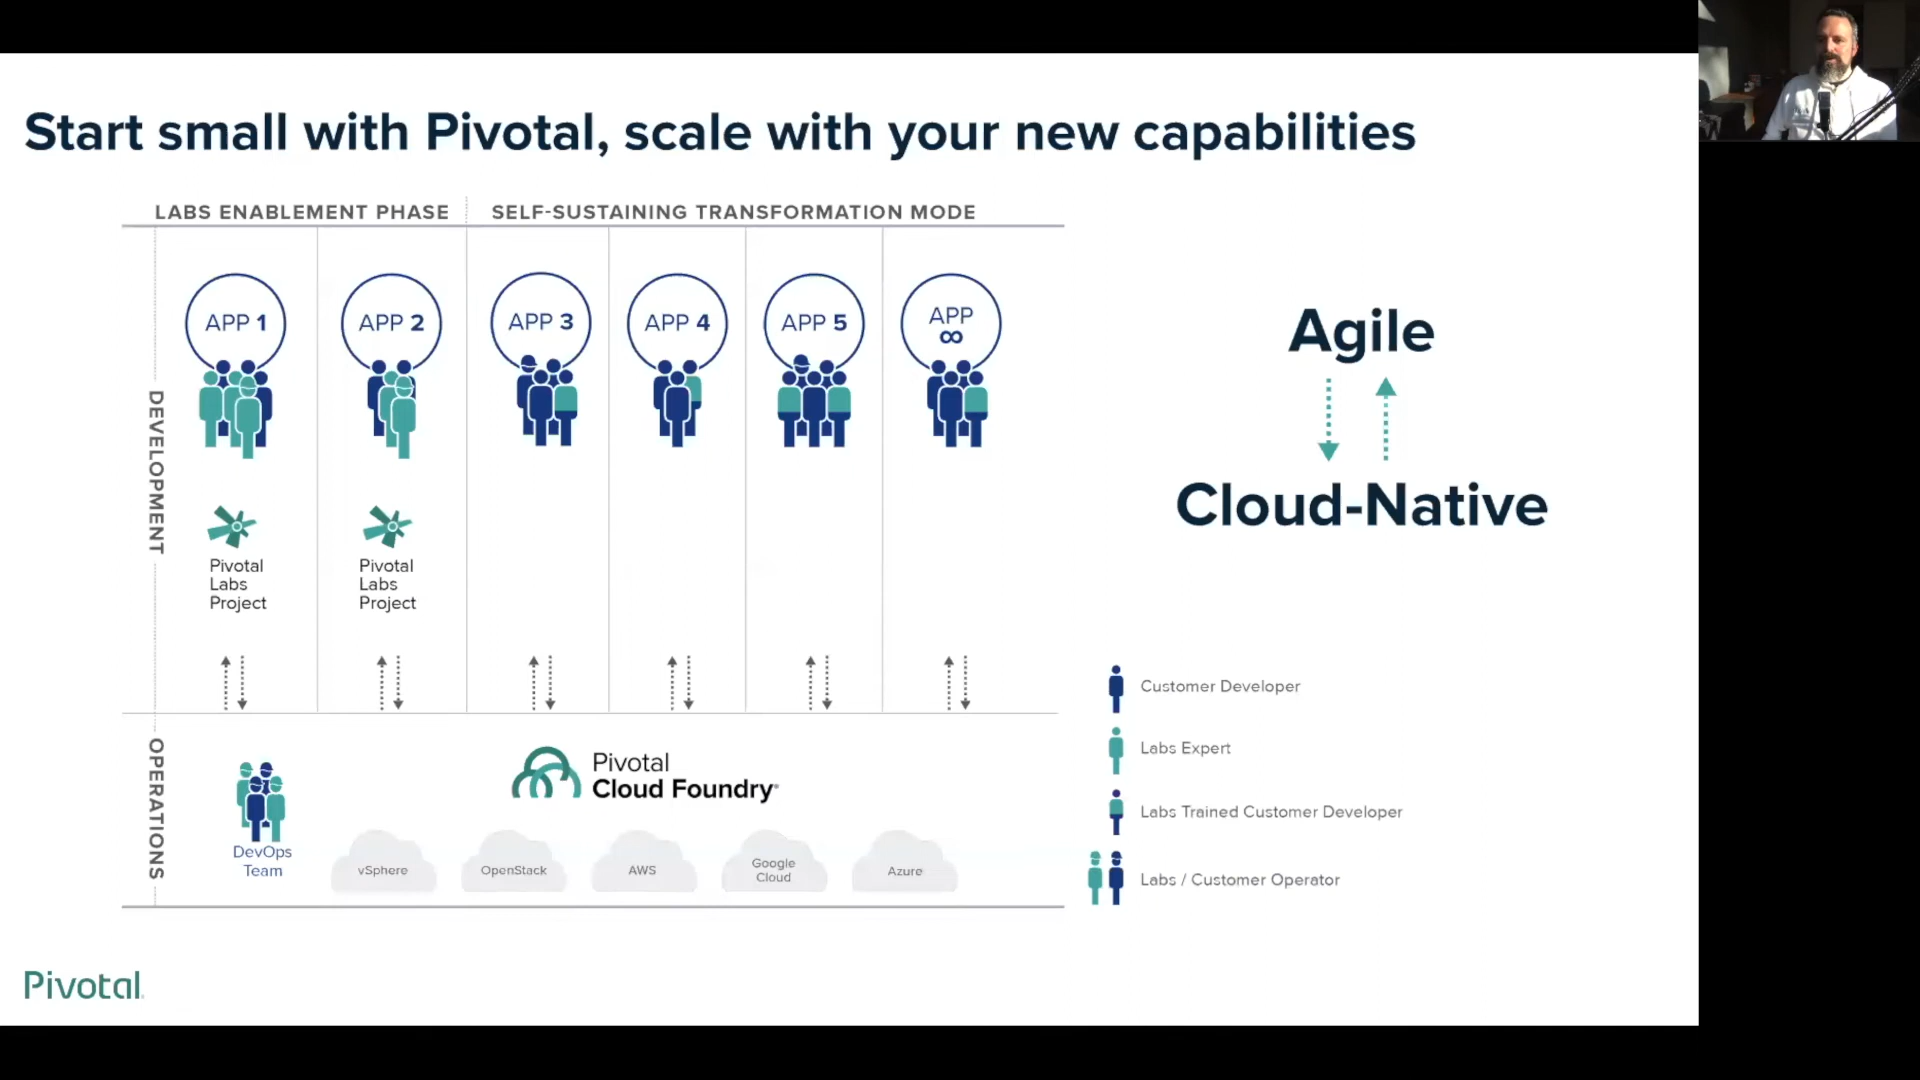 Start small with Pivotal, scale with your new capabilities
LABS ENABLEMENT PHASE
SELF-SUSTAINING TRANSFORMATION MODE
DEVELOPMENT
APP 1
APP 2
APP 3
APP 4
APP 5
APP
∞
Pivotal
Labs
Project
Pivotal
Labs
Project
Agile
Cloud-Native
OPERATIONS
DevOps
Team
Pivotal
Cloud Foundry®
vSphere
OpenStack
AWS
Google
Cloud
Azure
Customer Developer
Labs Expert
Labs Trained Customer Developer
Labs / Customer Operator
Pivotal